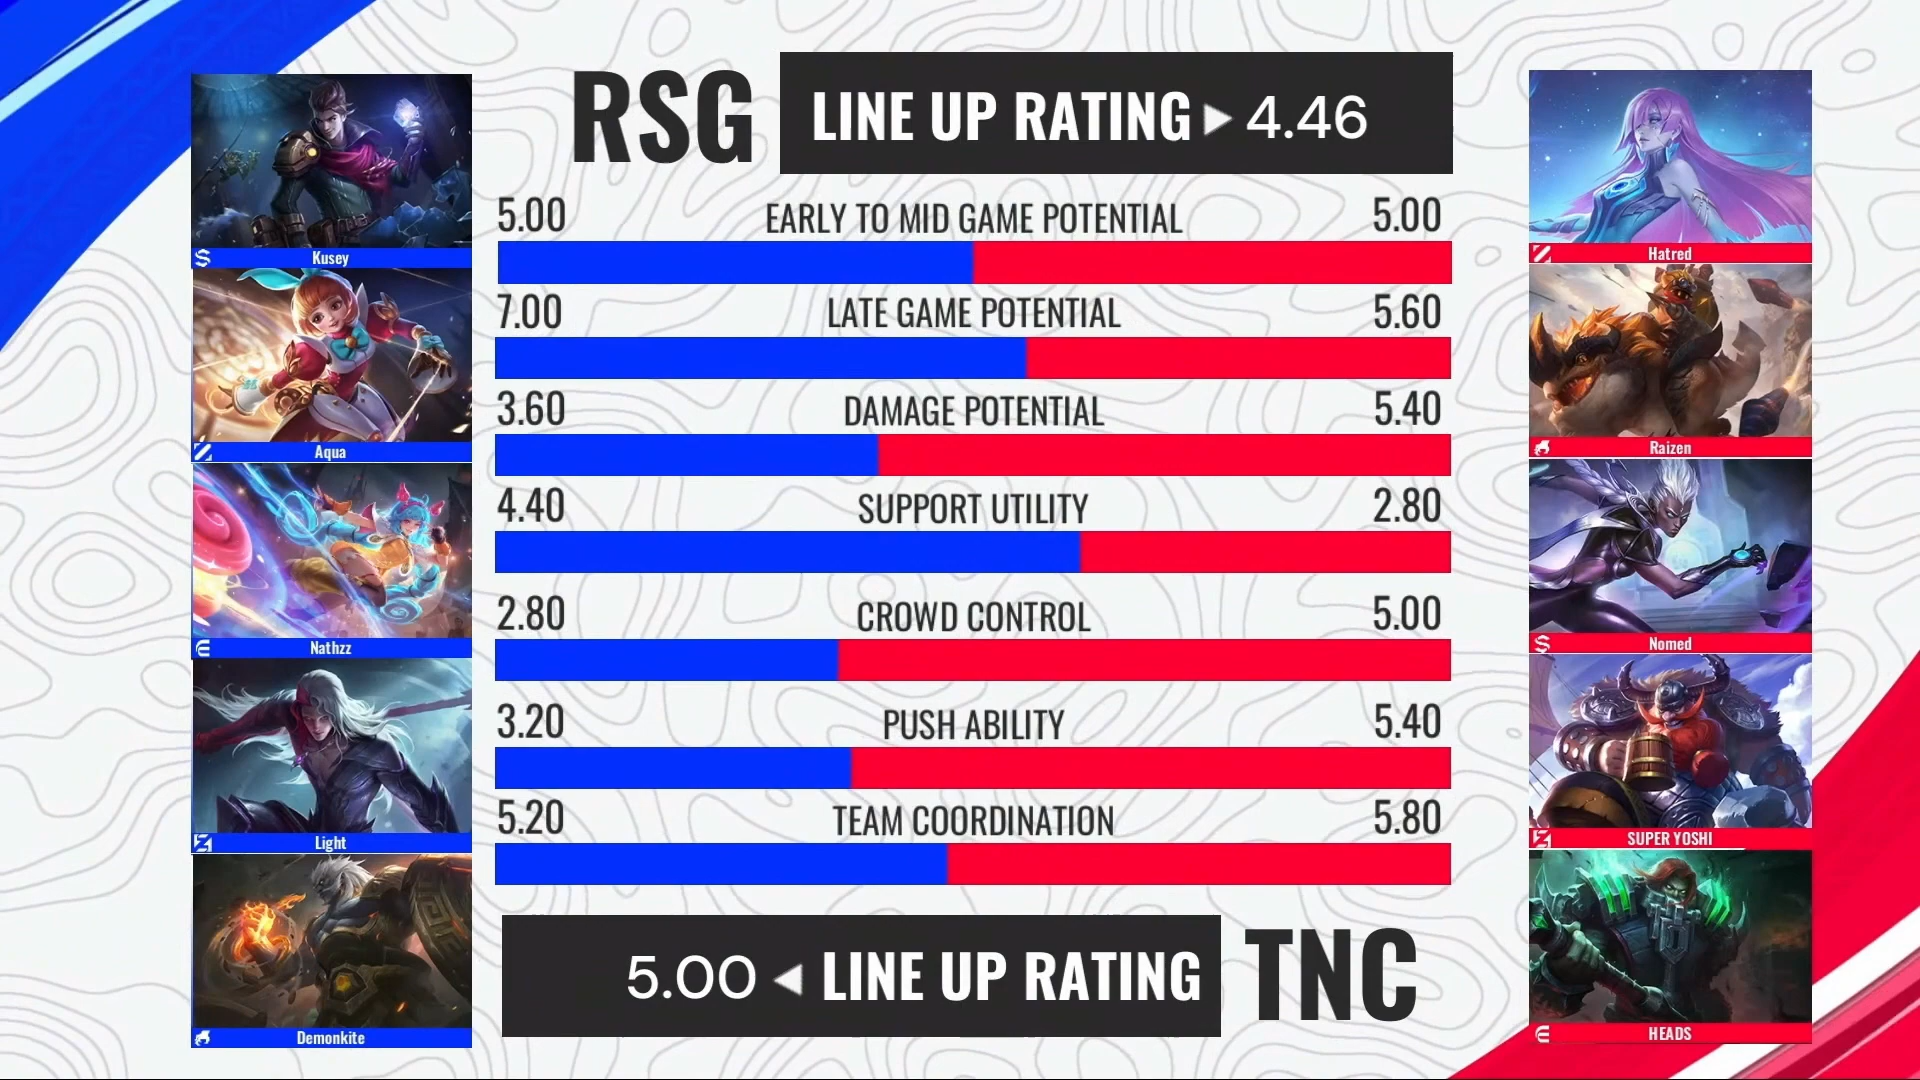 RSG
LINE UP RATING ▶ 4.46
5.00 EARLY TO MID GAME POTENTIAL 5.00
7.00 LATE GAME POTENTIAL 5.60
3.60 DAMAGE POTENTIAL 5.40
4.40 SUPPORT UTILITY 2.80
2.80 CROWD CONTROL 5.00
3.20 PUSH ABILITY 5.40
5.20 TEAM COORDINATION 5.80
5.00 ◀ LINE UP RATING
TNC
Kusey
Aqua
Nathzz
Light
Demonkite
Hatred
Raizen
Nomed
SUPER YOSHI
HEADS